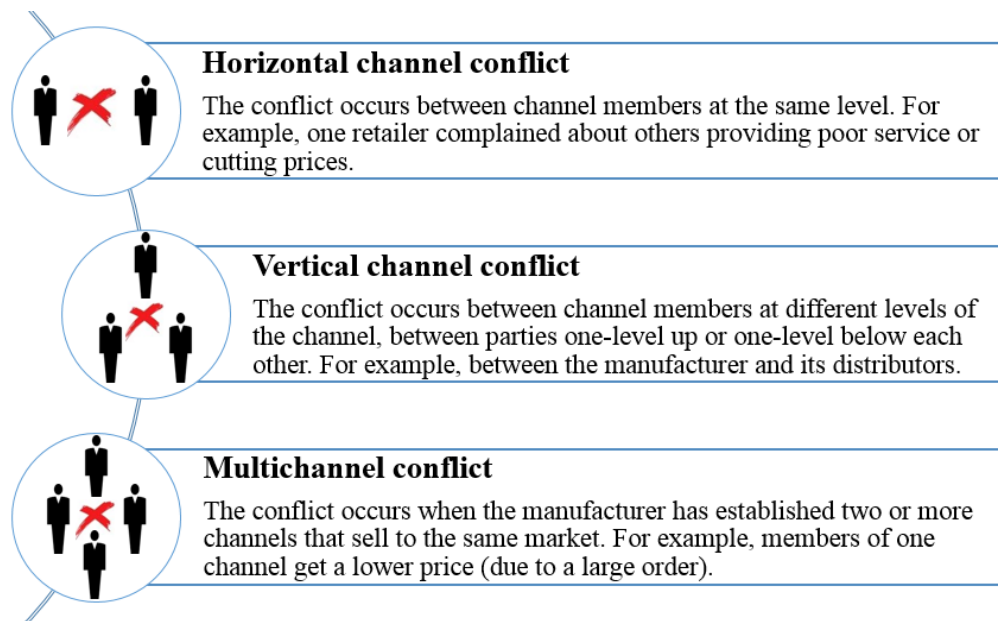 Horizontal channel conflict
The conflict occurs between channel members at the same level. For
example, one retailer complained about others providing poor service or
cutting prices.
Vertical channel conflict
The conflict occurs between channel members at different levels of
the channel, between parties one-level up or one-level below each
other. For example, between the manufacturer and its distributors.
Multichannel conflict
The conflict occurs when the manufacturer has established two or more
channels that sell to the same market. For example, members of one
channel get a lower price (due to a large order).